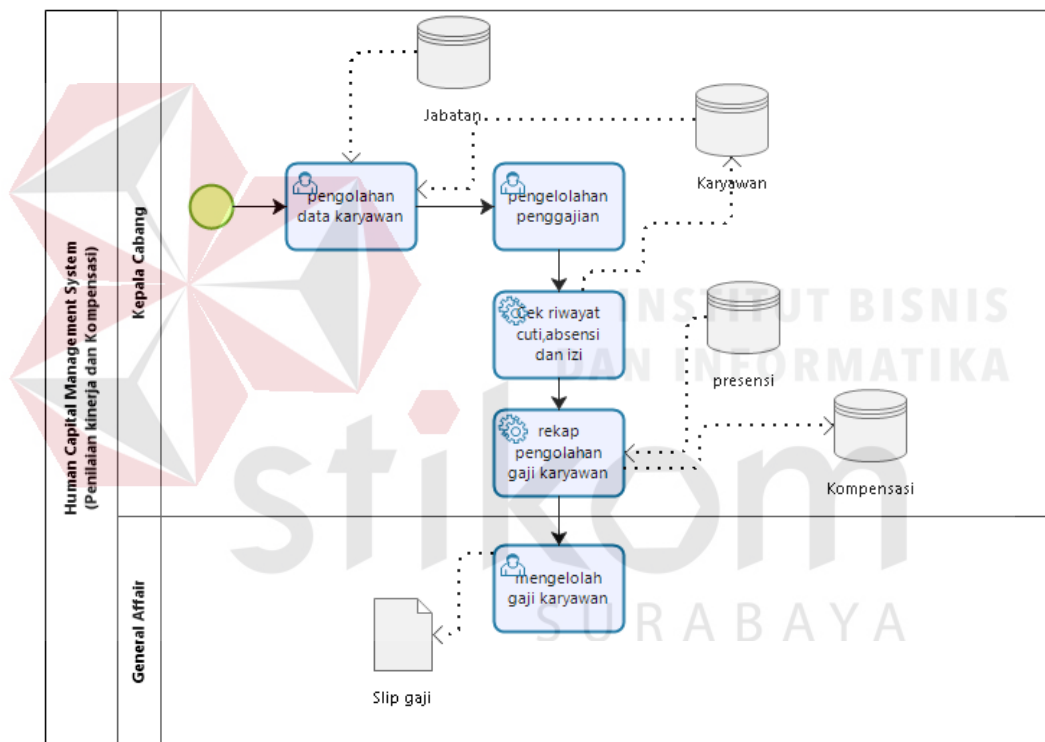 Human Capital Management System
(Penilaian kinerja dan Kompensasi)
Kepala Cabang
Jabatan
Karyawan
pengolahan
data karyawan
pengelolahan
penggajian
Cek riwayat
cuti,absensi
dan izi
presensi
rekap
pengolahan
gaji karyawan
Kompensasi
General Affair
mengelolah
gaji karyawan
Slip gaji
INSTITUT BISNIS
DAN INFORMATIKA
stikom
SURABAYA